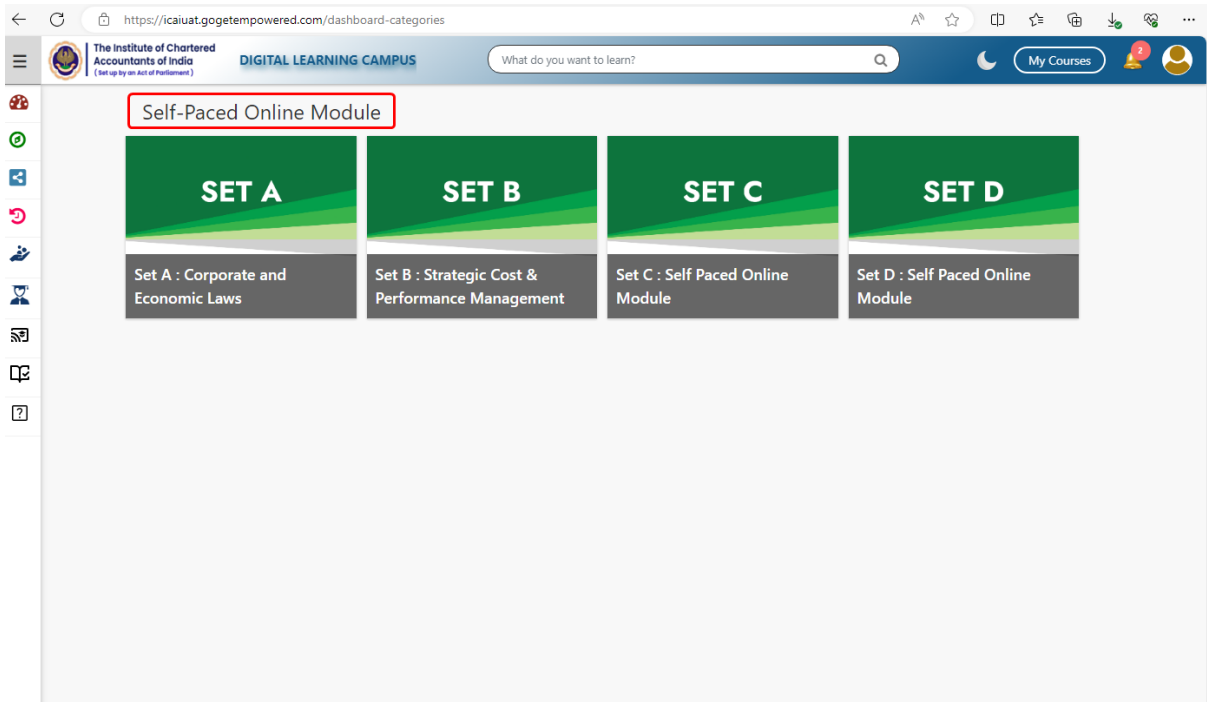 https://icaiuat.gogetempowered.com/dashboard-categories
The Institute of Chartered
Accountants of India
( Set up by an Act of Parliament )
DIGITAL LEARNING CAMPUS
What do you want to learn?
My Courses
2
Self-Paced Online Module
SET A
SET B
SET C
SET D
Set A : Corporate and
Economic Laws
Set B : Strategic Cost &
Performance Management
Set C : Self Paced Online
Module
Set D : Self Paced Online
Module